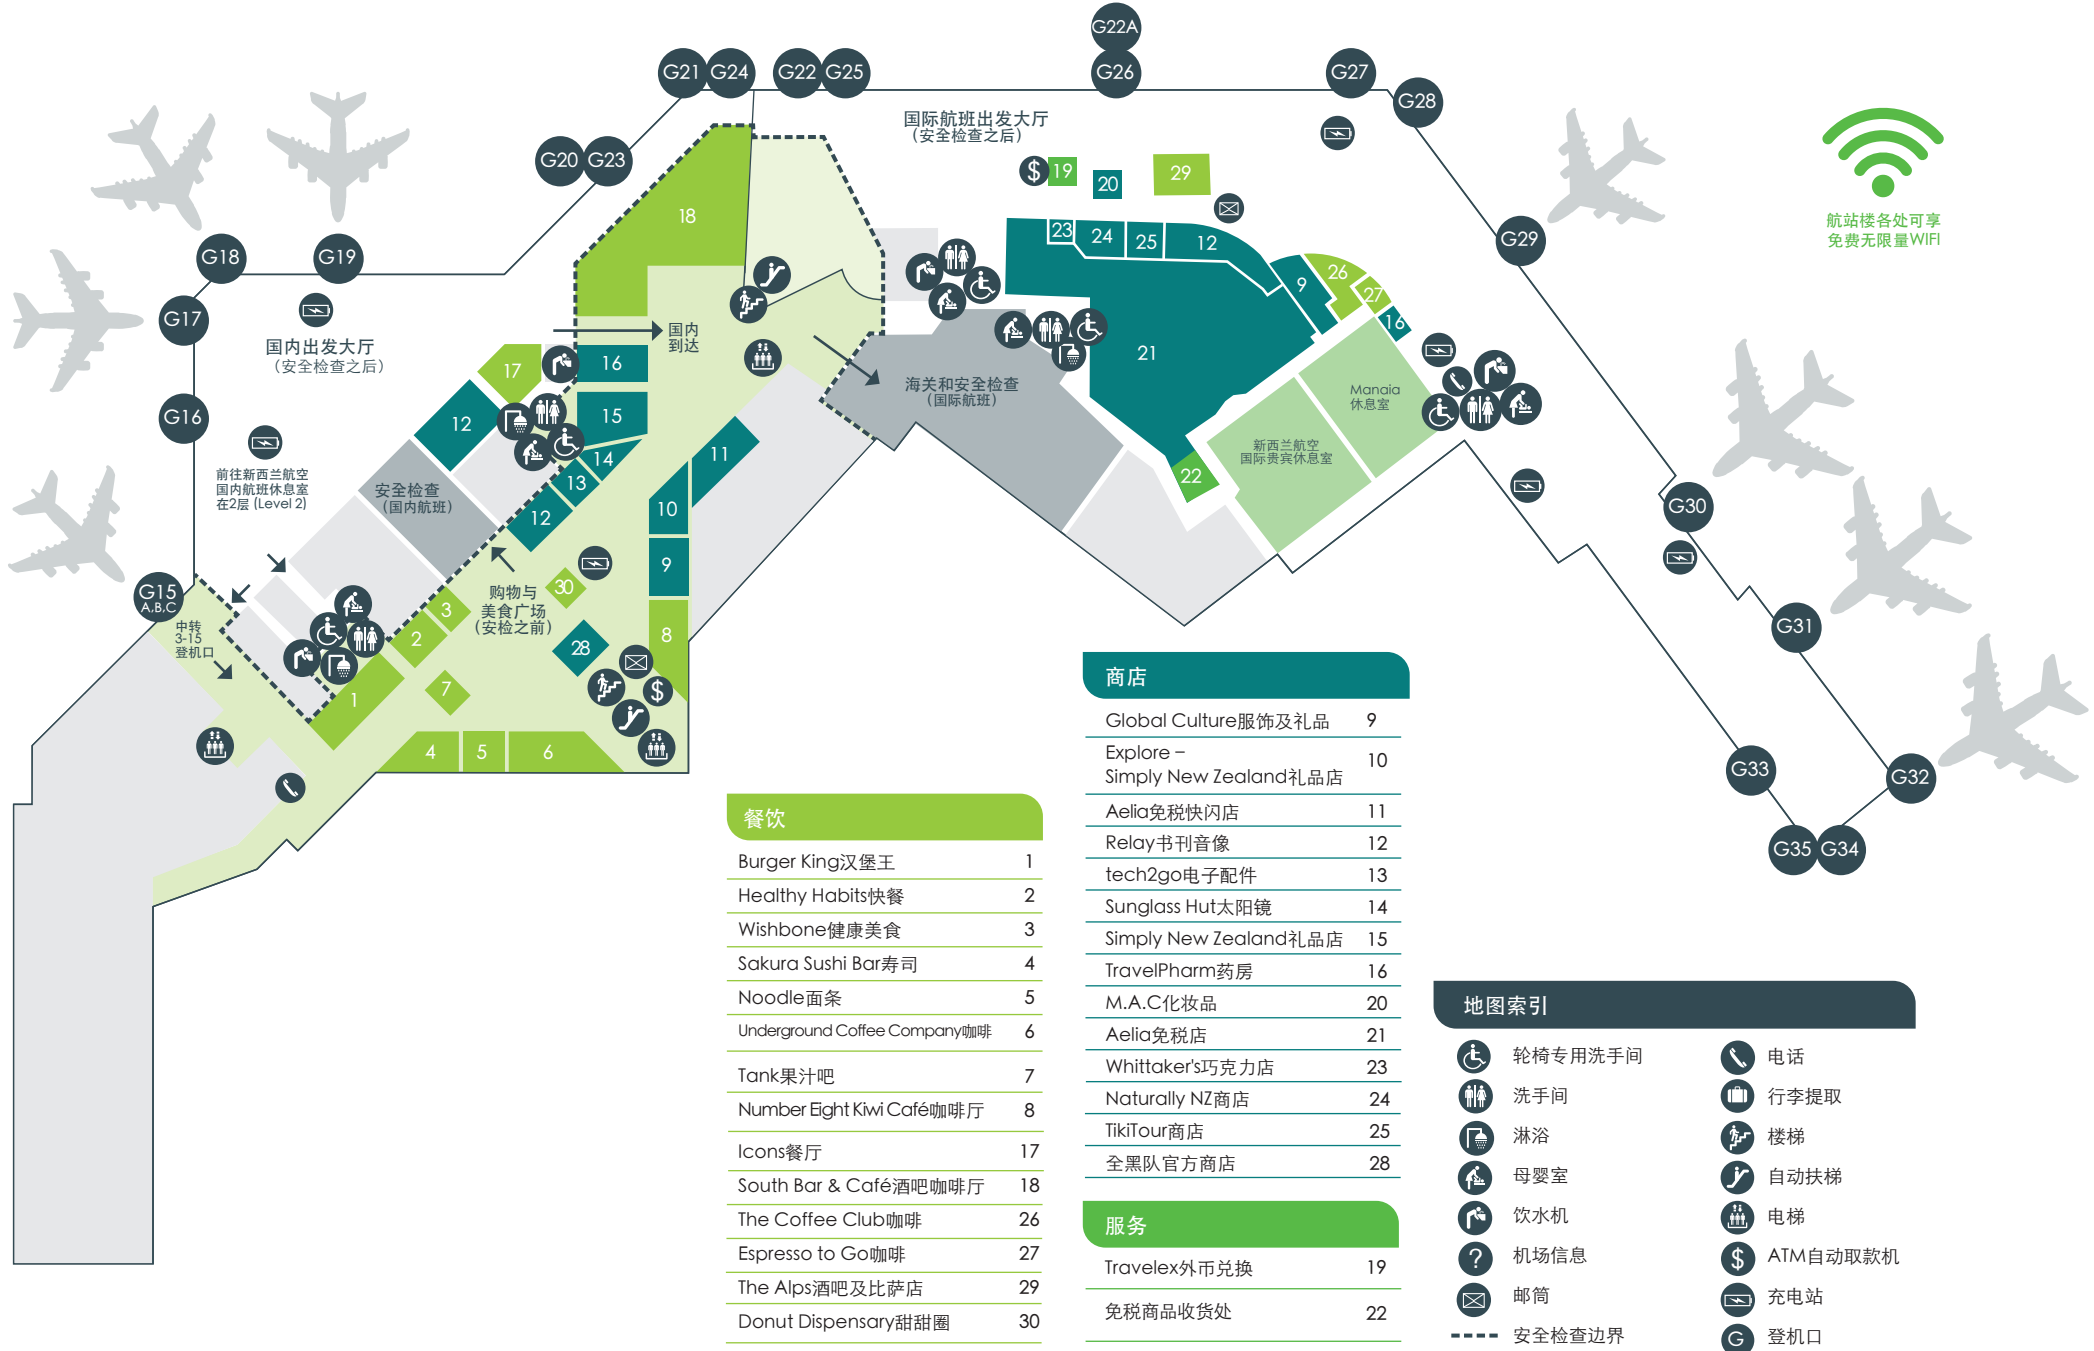 G22A
G21
G24
G22
G25
G26
G27
G28
国际航班出发大厅
(安全检查之后)
G20
G23
$
19
20
29
18
航站楼各处可享
免费无限量WIFI
G18
G19
23
24
25
12
G29
26
9
27
16
G17
国内
到达
国内出发大厅
(安全检查之后)
17
16
21
海关和安全检查
(国际航班)
Manaia
休息室
G16
12
15
新西兰航空
国际贵宾休息室
14
11
前往新西兰航空
国内航班休息室
在2层 (Level 2)
安全检查
(国内航班)
13
22
12
10
G30
9
30
购物与
美食广场
(安检之前)
G15
A,B,C
中转
3-15
登机口
3
2
8
28
G31
7
1
$
4
5
6
G33
G32
G35
G34
餐饮
Burger King汉堡王 1
Healthy Habits快餐 2
Wishbone健康美食 3
Sakura Sushi Bar寿司 4
Noodle面条 5
Underground Coffee Company咖啡 6
Tank果汁吧 7
Number Eight Kiwi Café咖啡厅 8
Icons餐厅 17
South Bar & Café酒吧咖啡厅 18
The Coffee Club咖啡 26
Espresso to Go咖啡 27
The Alps酒吧及比萨店 29
Donut Dispensary甜甜圈 30
商店
Global Culture服饰及礼品 9
Explore –
Simply New Zealand礼品店 10
Aelia免税快闪店 11
Relay书刊音像 12
tech2go电子配件 13
Sunglass Hut太阳镜 14
Simply New Zealand礼品店 15
TravelPharm药房 16
M.A.C化妆品 20
Aelia免税店 21
Whittaker's巧克力店 23
Naturally NZ商店 24
TikiTour商店 25
全黑队官方商店 28
服务
Travelex外币兑换 19
免税商品收货处 22
地图索引
轮椅专用洗手间
洗手间
淋浴
母婴室
饮水机
? 机场信息
邮筒
安全检查边界
电话
行李提取
楼梯
自动扶梯
电梯
$ ATM自动取款机
充电站
G 登机口